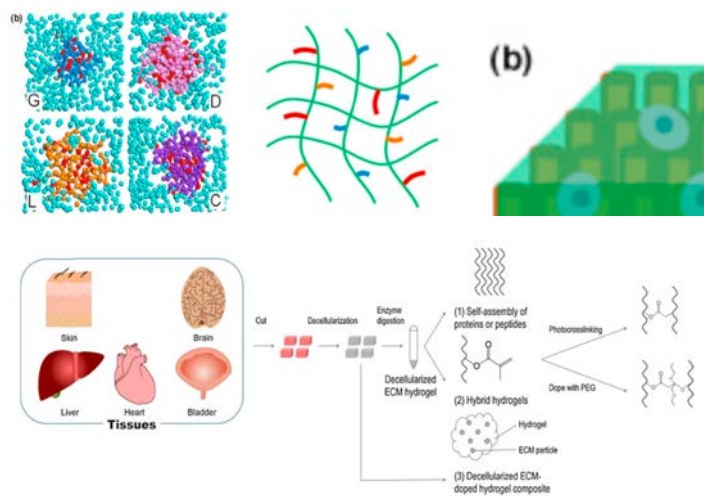 (b)
G
D
L
C
(b)
Skin
Brain
Liver
Heart
Bladder
Tissues
Cut
Decellularization
Enzyme
digestion
Decellularized
ECM hydrogel
(1) Self-assembly of
proteins or peptides
O
O
(2) Hybrid hydrogels
Hydrogel
ECM particle
(3) Decellularized ECM-
doped hydrogel composite
Photocrosslinking
Dope with PEG